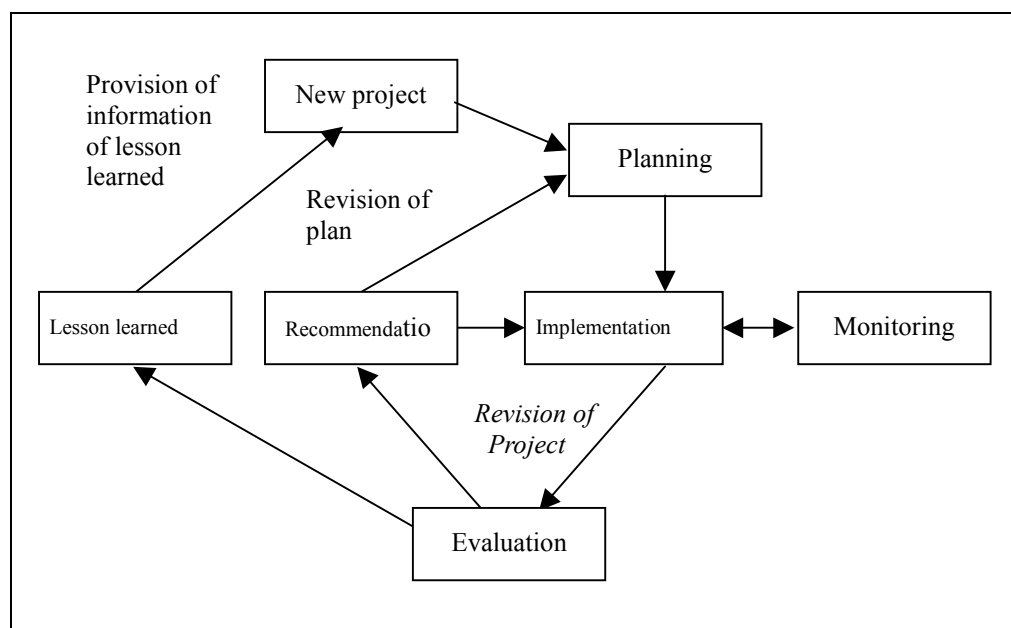 Provision of
information
of lesson
learned
New project
Planning
Revision of
plan
Lesson learned
Recommendatio
Implementation
Monitoring
Revision of
Project
Evaluation